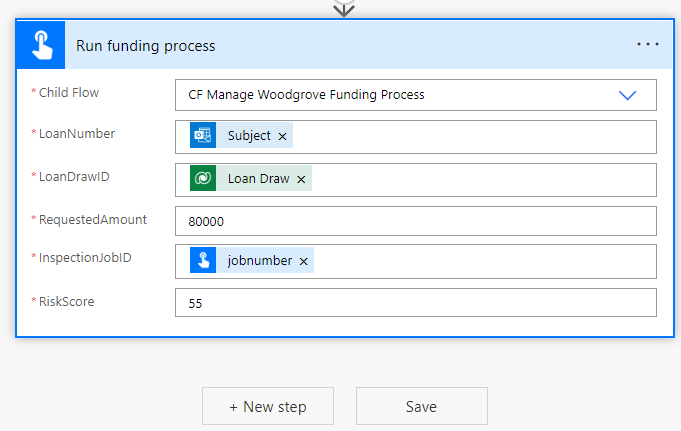 Run funding process
* Child Flow
CF Manage Woodgrove Funding Process
* LoanNumber
Subject ×
* LoanDrawID
Loan Draw ×
* RequestedAmount
80000
* InspectionJobID
jobnumber ×
* RiskScore
55
+ New step
Save